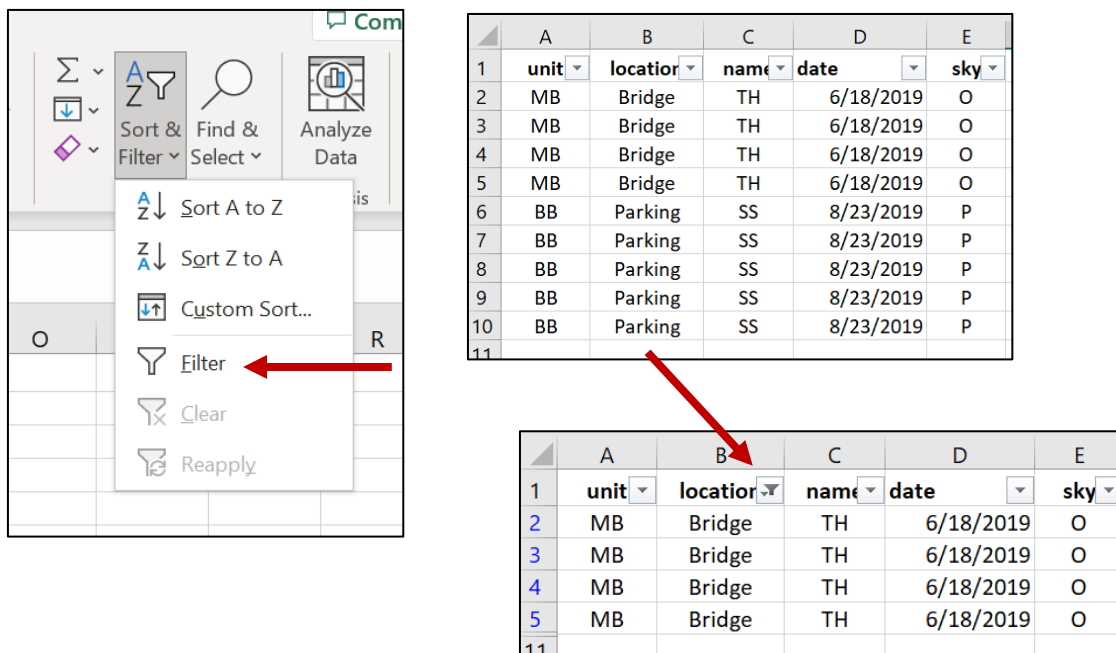 Com
Sort & Filter
Find & Select
Analyze Data
is
Sort A to Z
Sort Z to A
Custom Sort...
Filter
Clear
Reapply
O R
A B C D E
1 unit location name date sky
2 MB Bridge TH 6/18/2019 O
3 MB Bridge TH 6/18/2019 O
4 MB Bridge TH 6/18/2019 O
5 MB Bridge TH 6/18/2019 O
6 BB Parking SS 8/23/2019 P
7 BB Parking SS 8/23/2019 P
8 BB Parking SS 8/23/2019 P
9 BB Parking SS 8/23/2019 P
10 BB Parking SS 8/23/2019 P
11
A B C D E
1 unit location name date sky
2 MB Bridge TH 6/18/2019 O
3 MB Bridge TH 6/18/2019 O
4 MB Bridge TH 6/18/2019 O
5 MB Bridge TH 6/18/2019 O
11